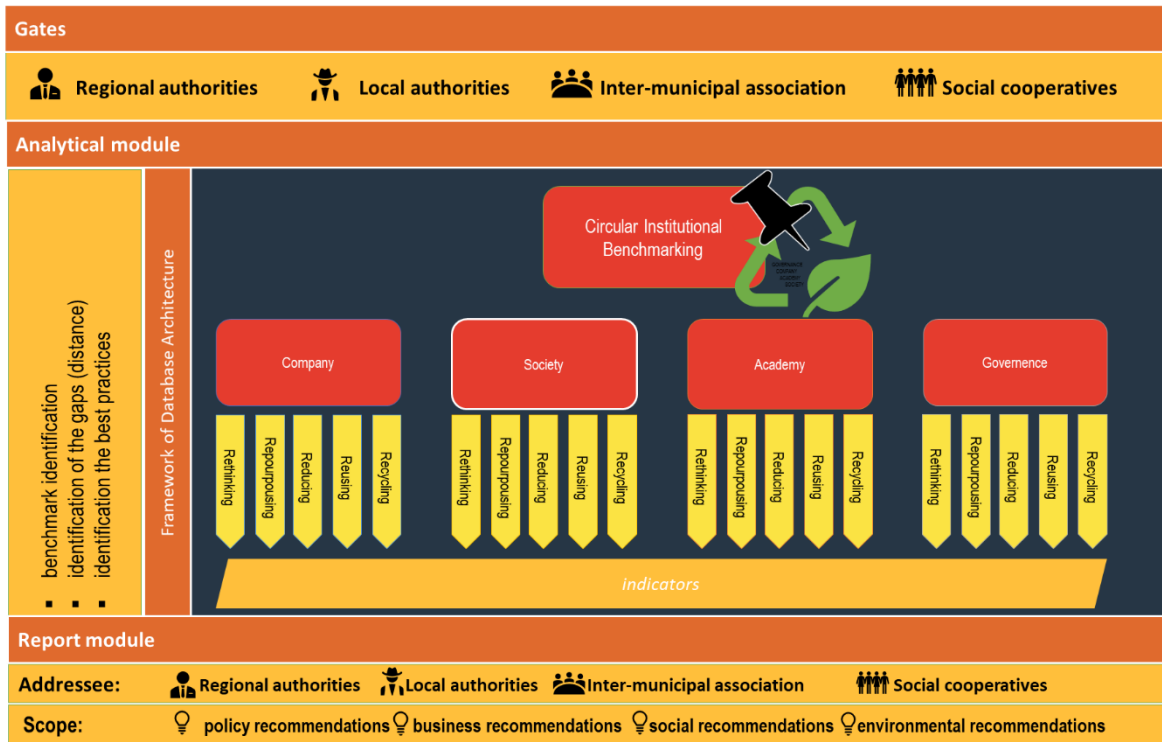 Gates
Regional authorities
Local authorities
Inter-municipal association
Social cooperatives
Analytical module
▪ benchmark identification
▪ identification of the gaps (distance)
▪ identification the best practices
Framework of Database Architecture
Circular Institutional
Benchmarking
GOVERNANCE
COMPANY
ACADEMY
SOCIETY
Company
Society
Academy
Governence
Rethinking
Repourpousing
Reducing
Reusing
Recycling
Rethinking
Repourpousing
Reducing
Reusing
Recycling
Rethinking
Repourpousing
Reducing
Reusing
Recycling
Rethinking
Repourpousing
Reducing
Reusing
Recycling
indicators
Report module
Addressee:
Regional authorities
Local authorities
Inter-municipal association
Social cooperatives
Scope:
policy recommendations
business recommendations
social recommendations
environmental recommendations